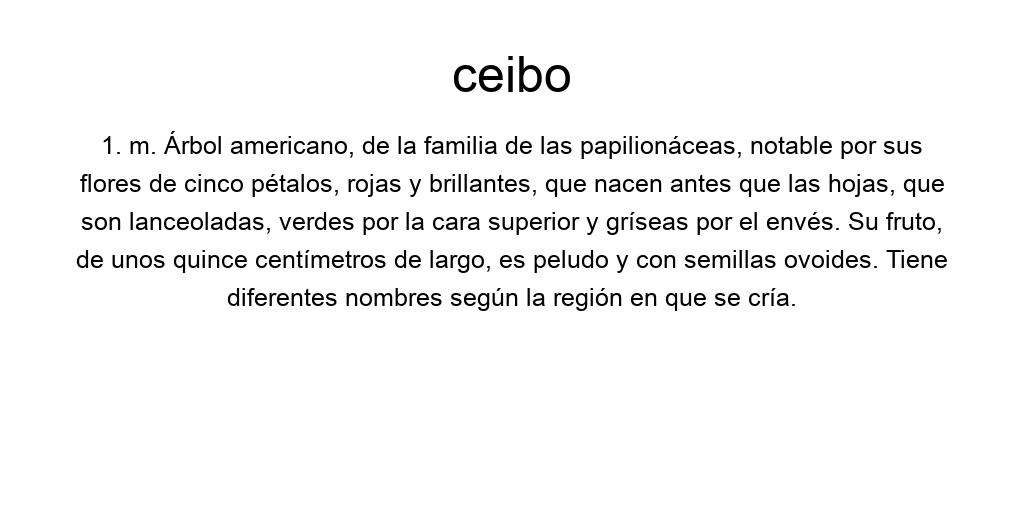 ceibo
1. m. Árbol americano, de la familia de las papilionáceas, notable por sus
flores de cinco pétalos, rojas y brillantes, que nacen antes que las hojas, que
son lanceoladas, verdes por la cara superior y gríseas por el envés. Su fruto,
de unos quince centímetros de largo, es peludo y con semillas ovoides. Tiene
diferentes nombres según la región en que se cría.